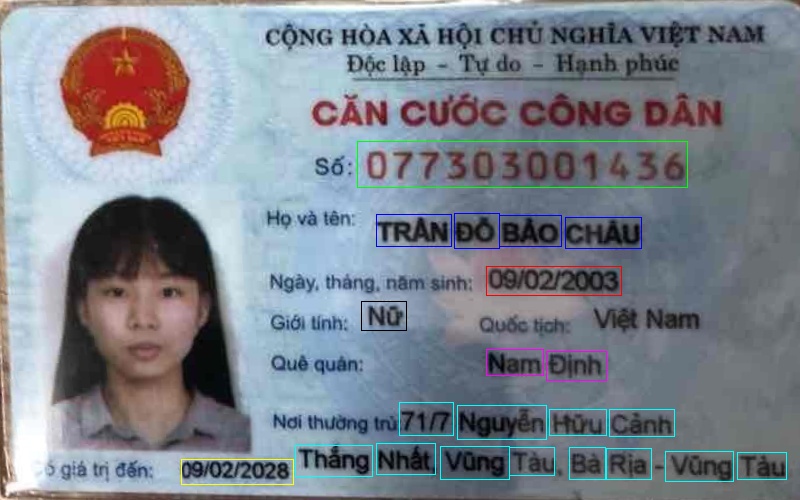 CỘNG HÒA XÃ HỘI CHỦ NGHĨA VIỆT NAM
Độc lập - Tự do - Hạnh phúc
CĂN CƯỚC CÔNG DÂN
Số: 077303001436
Họ và tên: TRẦN ĐỖ BẢO CHÂU
Ngày, tháng, năm sinh: 09/02/2003
Giới tính: Nữ Quốc tịch: Việt Nam
Quê quán: Nam Định
Nơi thường trú: 71/7 Nguyễn Hữu Cảnh
Có giá trị đến: 09/02/2028 Thắng Nhất, Vũng Tàu, Bà Rịa - Vũng Tàu